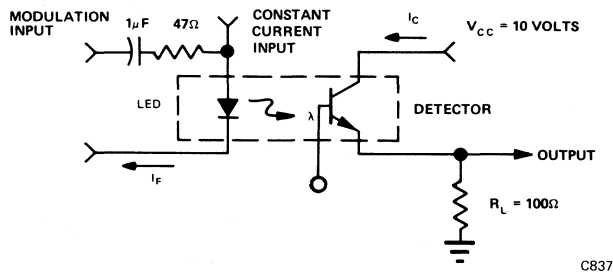 MODULATION
INPUT
1μF
47Ω
CONSTANT
CURRENT
INPUT
I_C
V_CC = 10 VOLTS
LED
λ
DETECTOR
I_F
OUTPUT
R_L = 100Ω
C837